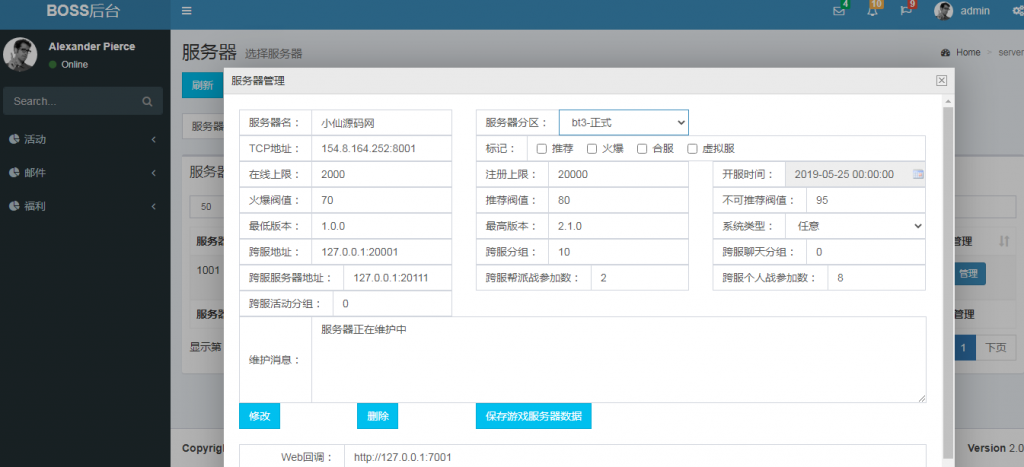 BOSS后台
4
10
9
admin
Alexander Pierce
Online
Search...
活动
邮件
福利
服务器 选择服务器
Home > server
刷新
服务器管理
服务器名： 小仙源码网
服务器分区： bt3-正式
TCP地址： 154.8.164.252:8001
标记： 推荐 火爆 合服 虚拟服
在线上限： 2000
注册上限： 20000
开服时间： 2019-05-25 00:00:00
火爆阀值： 70
推荐阀值： 80
不可推荐阀值： 95
最低版本： 1.0.0
最高版本： 2.1.0
系统类型： 任意
跨服地址： 127.0.0.1:20001
跨服分组： 10
跨服聊天分组： 0
跨服服务器地址： 127.0.0.1:20111
跨服帮派战参加数： 2
跨服个人战参加数： 8
跨服活动分组： 0
维护消息： 服务器正在维护中
修改 删除 保存游戏服务器数据
Web回调： http://127.0.0.1:7001
服务器
服务器
50
服务器
管理
1001
管理
服务器
管理
显示第
1 下页
Copyrig
Version 2.0